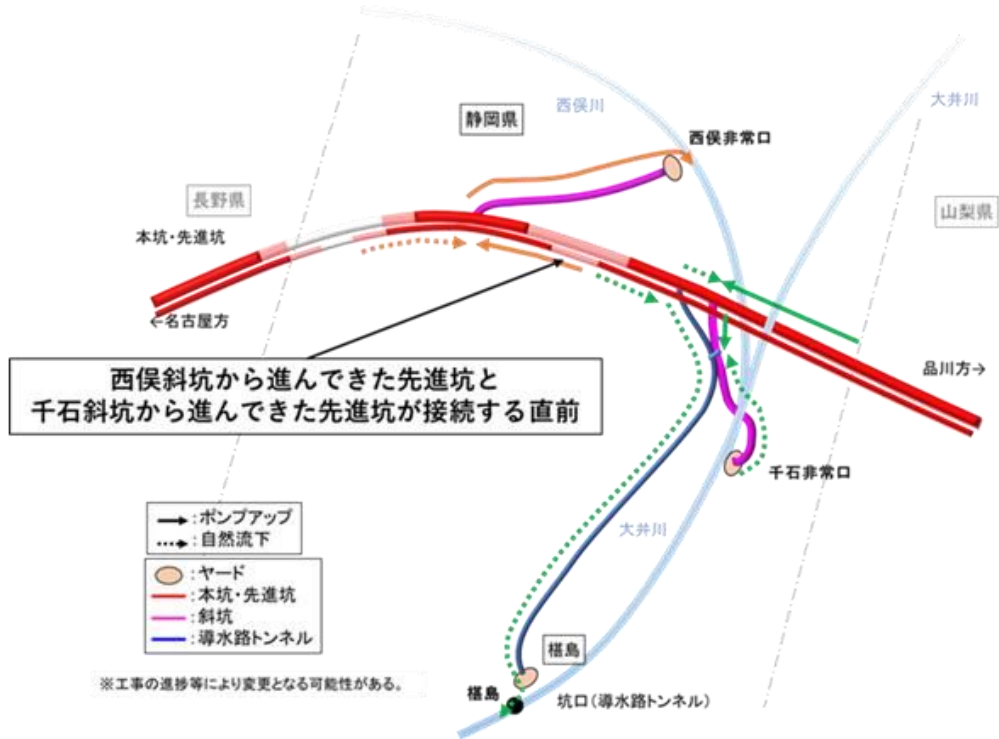 西俣川
大井川
静岡県
西俣非常口
長野県
山梨県
本坑・先進坑
←名古屋方
品川方→
西俣斜坑から進んできた先進坑と
千石斜坑から進んできた先進坑が接続する直前
千石非常口
大井川
:ポンプアップ
:自然流下
:ヤード
:本坑・先進坑
:斜坑
:導水路トンネル
椹島
※工事の進捗等により変更となる可能性がある。
椹島
坑口(導水路トンネル)